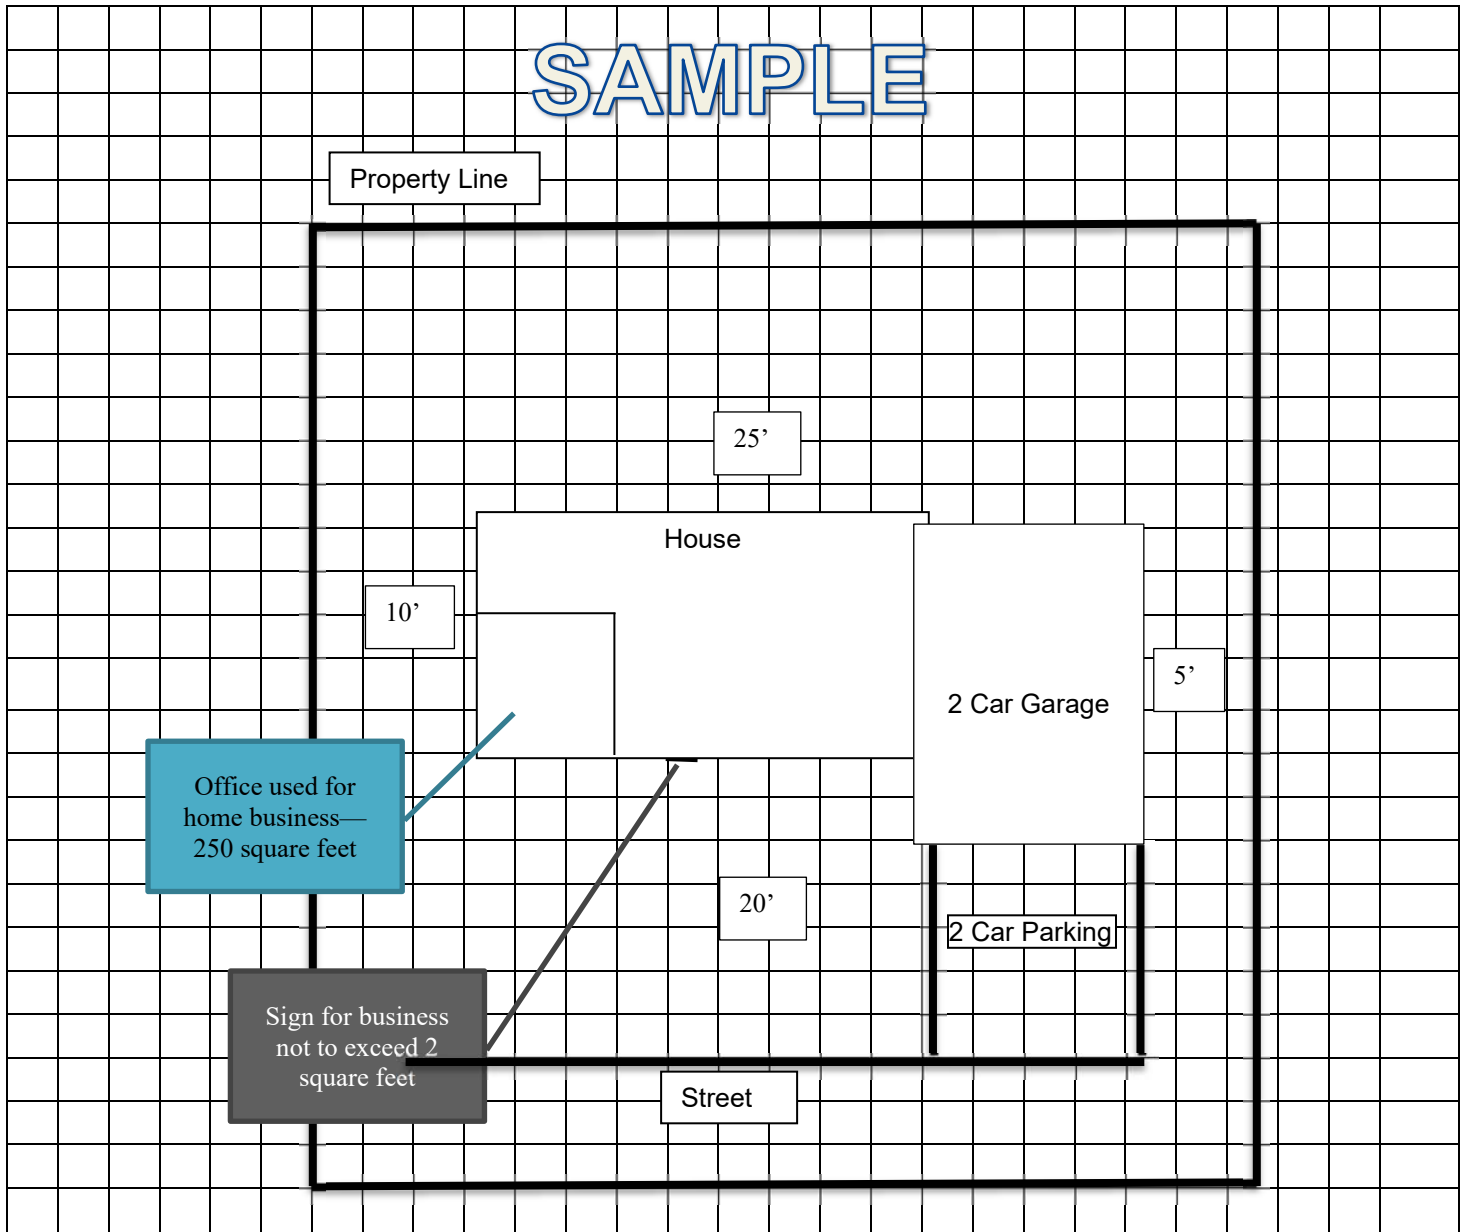 SAMPLE
Property Line
25’
House
10’
5’
2 Car Garage
Office used for
home business—
250 square feet
20’
2 Car Parking
Sign for business
not to exceed 2
square feet
Street